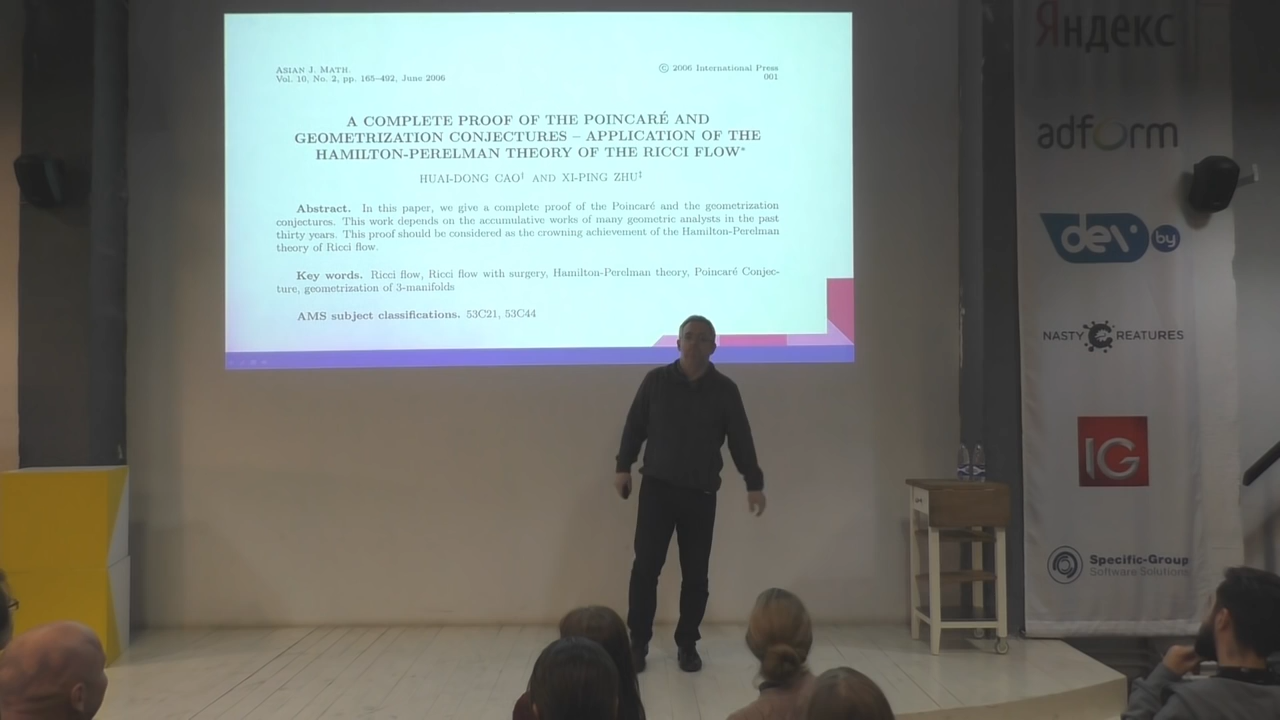 ASIAN J. MATH.
Vol. 10, No. 2, pp. 165–492, June 2006
© 2006 International Press
001
A COMPLETE PROOF OF THE POINCARÉ AND
GEOMETRIZATION CONJECTURES – APPLICATION OF THE
HAMILTON-PERELMAN THEORY OF THE RICCI FLOW*
HUAI-DONG CAO† AND XI-PING ZHU‡
Abstract. In this paper, we give a complete proof of the Poincaré and the geometrization
conjectures. This work depends on the accumulative works of many geometric analysts in the past
thirty years. This proof should be considered as the crowning achievement of the Hamilton-Perelman
theory of Ricci flow.
Key words. Ricci flow, Ricci flow with surgery, Hamilton-Perelman theory, Poincaré Conjec-
ture, geometrization of 3-manifolds
AMS subject classifications. 53C21, 53C44
Яндекс
adform
dev by
NASTY CREATURES
IG
Specific-Group
Software Solutions